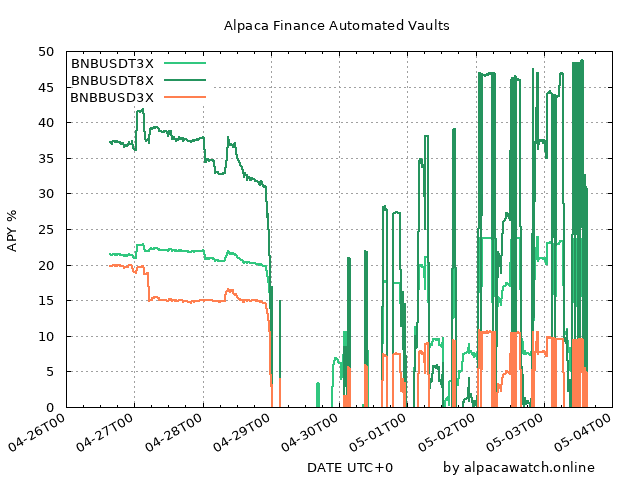 Alpaca Finance Automated Vaults
APY %
50
45
40
35
30
25
20
15
10
5
0
BNBUSDT3X
BNBUSDT8X
BNBBUSD3X
04-26T00
04-27T00
04-28T00
04-29T00
04-30T00
05-01T00
05-02T00
05-03T00
05-04T00
DATE UTC+0
by alpacawatch.online